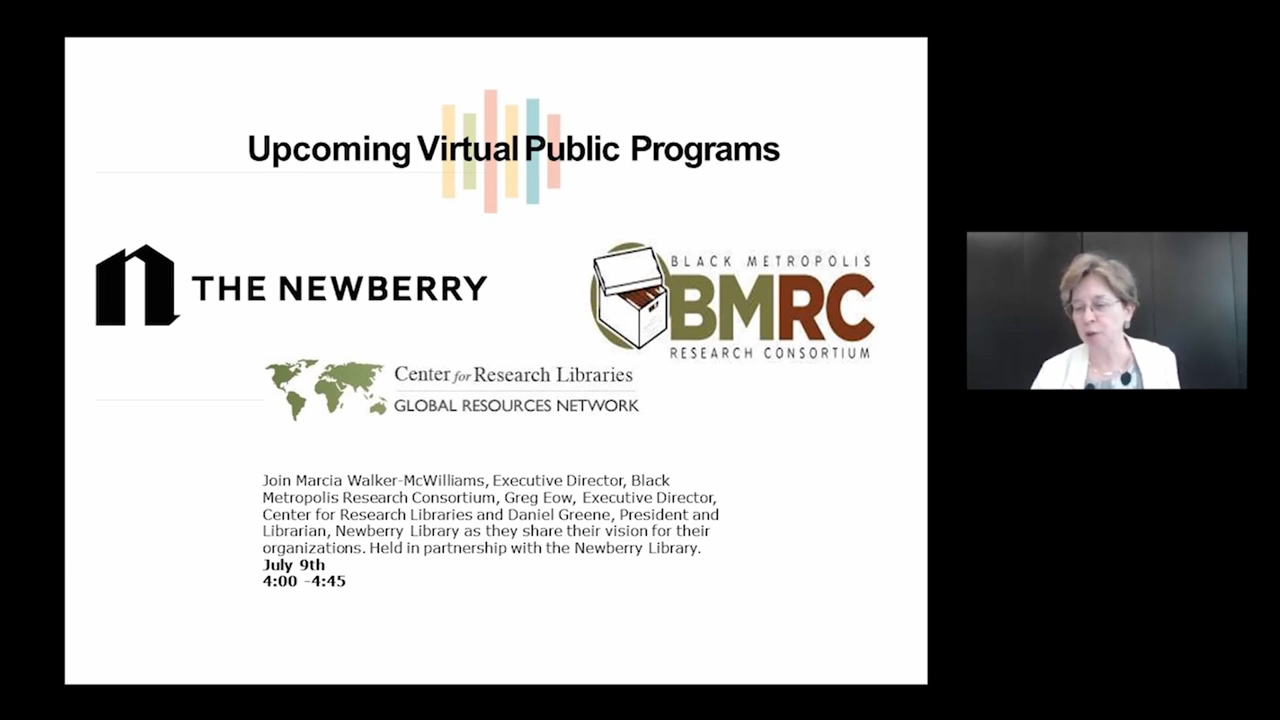 Upcoming Virtual Public Programs
THE NEWBERRY
BLACK METROPOLIS
BMRC
RESEARCH CONSORTIUM
Center for Research Libraries
GLOBAL RESOURCES NETWORK
Join Marcia Walker-McWilliams, Executive Director, Black
Metropolis Research Consortium, Greg Eow, Executive Director,
Center for Research Libraries and Daniel Greene, President and
Librarian, Newberry Library as they share their vision for their
organizations. Held in partnership with the Newberry Library.
July 9th
4:00 -4:45